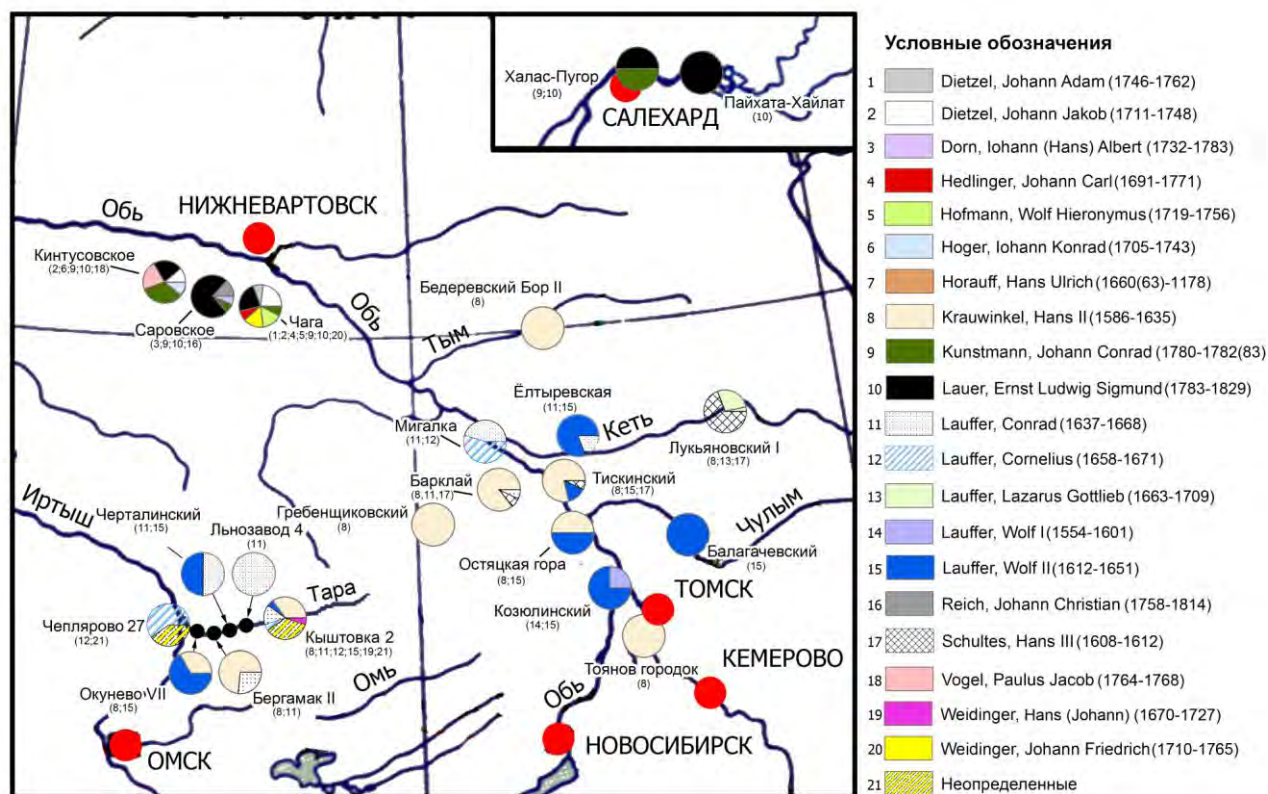 Халас-Пугор
(9;10)
Пайхата-Хайлат
(10)
САЛЕХАРД
Обь
НИЖНЕВАРТОВСК
Кинтусовское
(2;6;9;10;18)
Саровское
(3;9;10;16)
Чага
(1;2;4;5;9;10;20)
Обь
Бедеревский Бор II
(8)
Тым
Ёлтыревская
(11;15)
Кеть
Мигалка
(11;12)
Лукьяновский I
(8;13;17)
Барклай
(8,11,17)
Тискинский
(8;15;17)
Гребенщиковский
(8)
Иртыш
Черталинский
(11;15)
Льнозавод 4
(11)
Чулым
Балагачевский
(15)
Остяцкая гора
(8;15)
Тара
ТОМСК
Козюлинский
(14;15)
Чеплярово 27
(12;21)
Кыштовка 2
(8;11;12;15;19;21)
Тоянов городок
(8)
КЕМЕРОВО
Окунево VII
(8;15)
Бергамак II
(8;11)
Омь
Обь
ОМСК
НОВОСИБИРСК
Условные обозначения
1 Dietzel, Johann Adam (1746-1762)
2 Dietzel, Johann Jakob (1711-1748)
3 Dorn, Iohann (Hans) Albert (1732-1783)
4 Hedlinger, Johann Carl (1691-1771)
5 Hofmann, Wolf Hieronymus (1719-1756)
6 Hoger, Iohann Konrad (1705-1743)
7 Horauff, Hans Ulrich (1660(63)-1178)
8 Krauwinkel, Hans II (1586-1635)
9 Kunstmann, Johann Conrad (1780-1782(83)
10 Lauer, Ernst Ludwig Sigmund (1783-1829)
11 Lauffer, Conrad (1637-1668)
12 Lauffer, Cornelius (1658-1671)
13 Lauffer, Lazarus Gottlieb (1663-1709)
14 Lauffer, Wolf I (1554-1601)
15 Lauffer, Wolf II (1612-1651)
16 Reich, Johann Christian (1758-1814)
17 Schultes, Hans III (1608-1612)
18 Vogel, Paulus Jacob (1764-1768)
19 Weidinger, Hans (Johann) (1670-1727)
20 Weidinger, Johann Friedrich (1710-1765)
21 Неопределенные